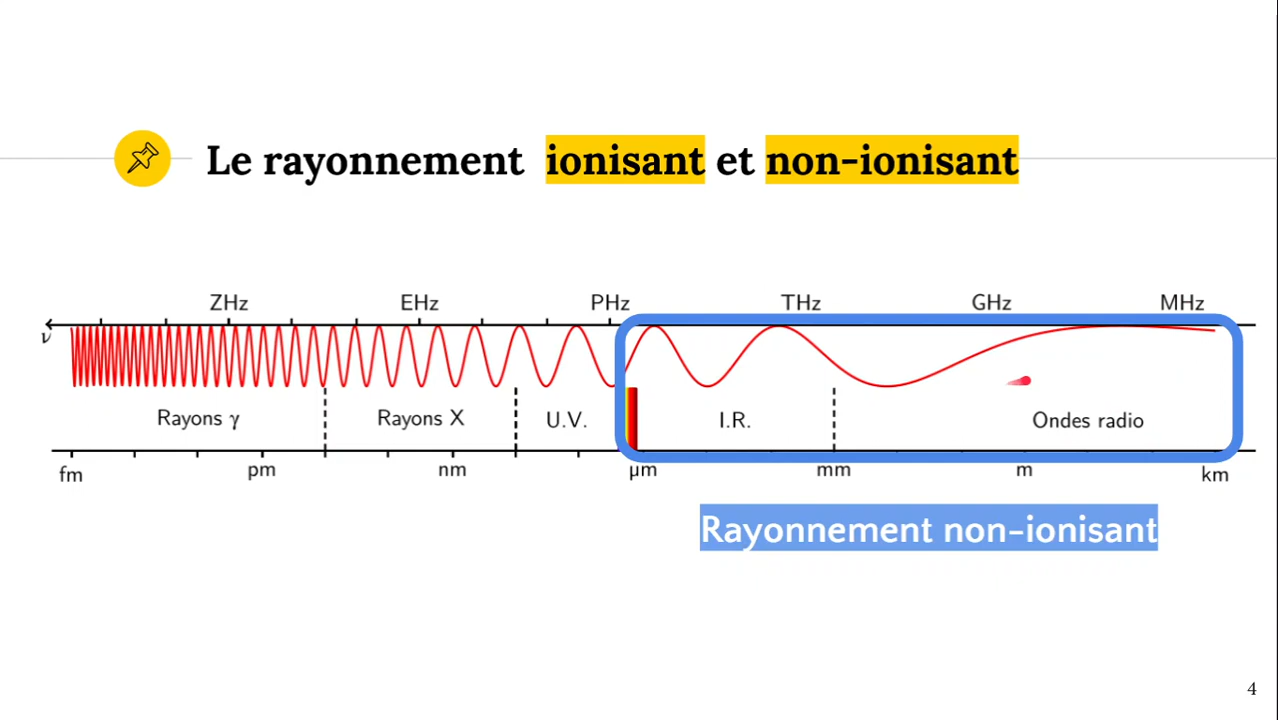 Le rayonnement ionisant et non-ionisant
ZHz EHz PHz THz GHz MHz
ν
Rayons γ Rayons X U.V. I.R. Ondes radio
fm pm nm µm mm m km
Rayonnement non-ionisant
4